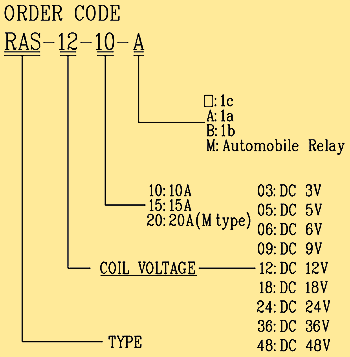 ORDER CODE
RAS-12-10-A
□:1c
A:1a
B:1b
M:Automobile Relay
10:10A
15:15A
20:20A(M type)
03:DC 3V
05:DC 5V
06:DC 6V
09:DC 9V
COIL VOLTAGE 12:DC 12V
18:DC 18V
24:DC 24V
36:DC 36V
48:DC 48V
TYPE